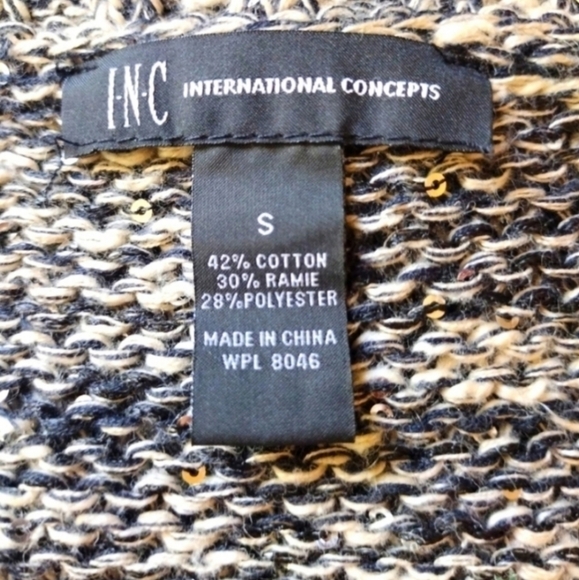 I·N·C INTERNATIONAL CONCEPTS
S
42% COTTON
30% RAMIE
28%POLYESTER
MADE IN CHINA
WPL 8046